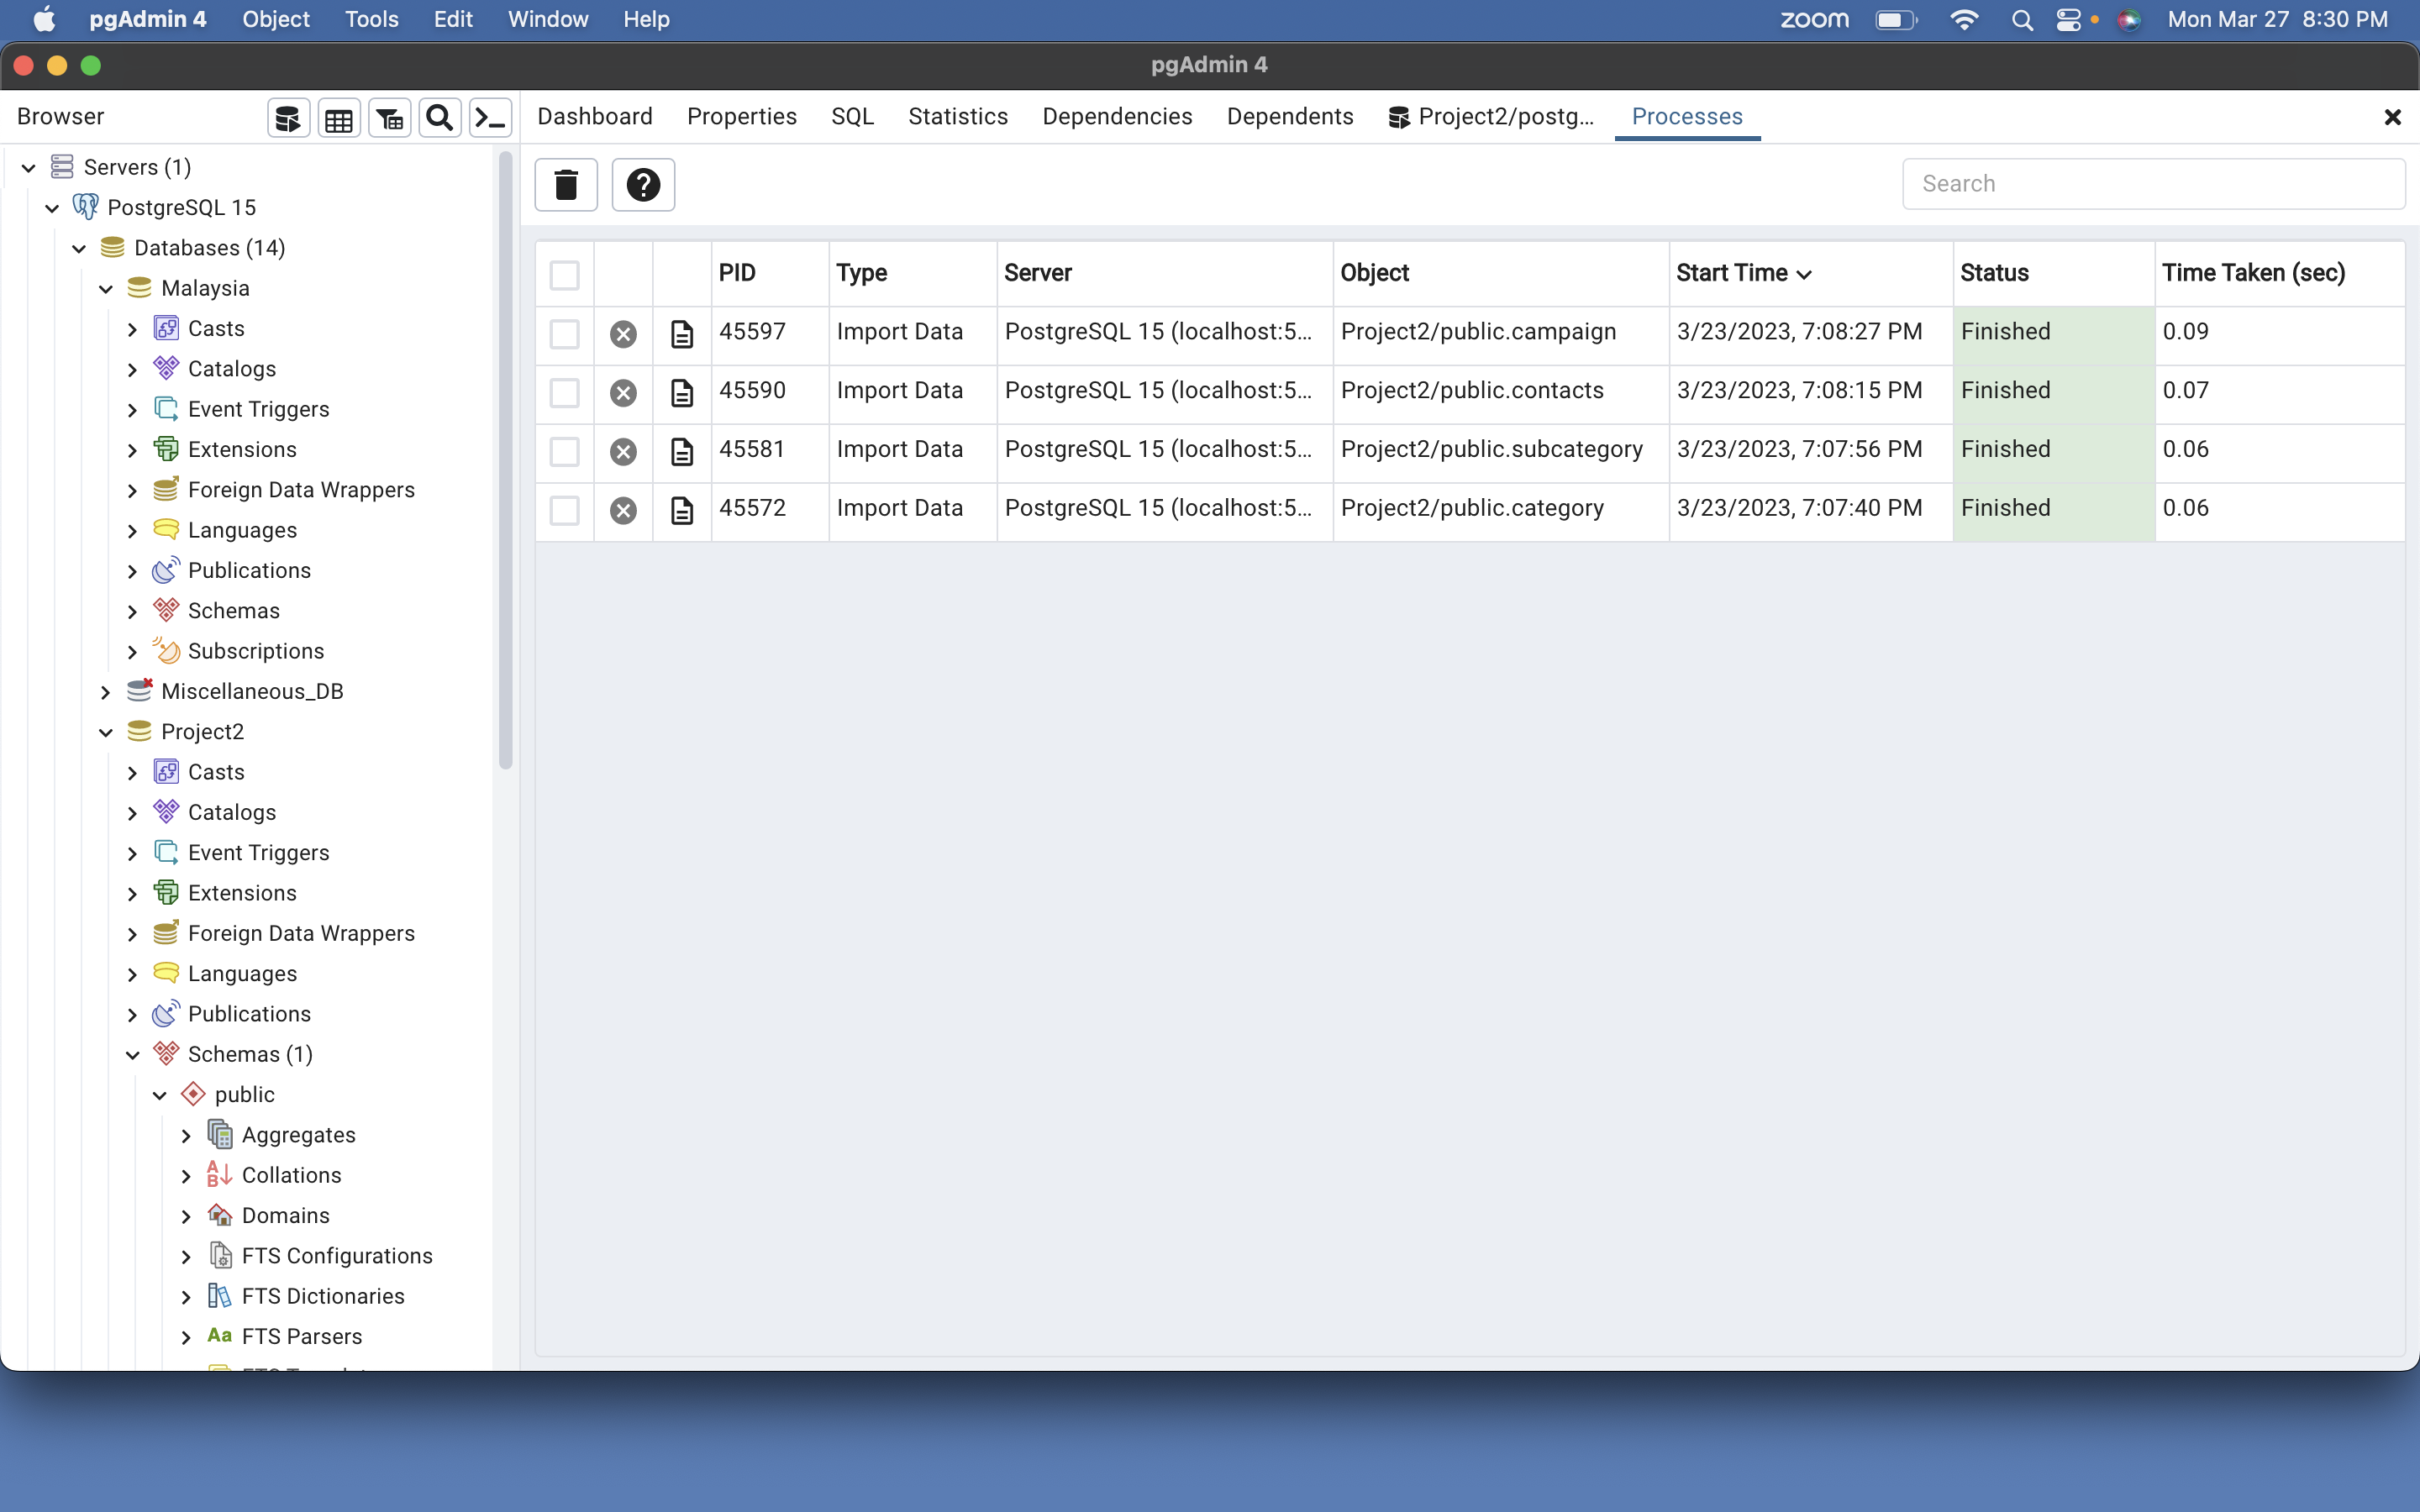 pgAdmin 4 Object Tools Edit Window Help zoom Mon Mar 27 8:30 PM
pgAdmin 4
Browser Dashboard Properties SQL Statistics Dependencies Dependents Project2/postg... Processes
Search
Servers (1)
PostgreSQL 15
Databases (14)
Malaysia
Casts
Catalogs
Event Triggers
Extensions
Foreign Data Wrappers
Languages
Publications
Schemas
Subscriptions
Miscellaneous_DB
Project2
Casts
Catalogs
Event Triggers
Extensions
Foreign Data Wrappers
Languages
Publications
Schemas (1)
public
Aggregates
Collations
Domains
FTS Configurations
FTS Dictionaries
Aa FTS Parsers
PID Type Server Object Start Time Status Time Taken (sec)
45597 Import Data PostgreSQL 15 (localhost:5... Project2/public.campaign 3/23/2023, 7:08:27 PM Finished 0.09
45590 Import Data PostgreSQL 15 (localhost:5... Project2/public.contacts 3/23/2023, 7:08:15 PM Finished 0.07
45581 Import Data PostgreSQL 15 (localhost:5... Project2/public.subcategory 3/23/2023, 7:07:56 PM Finished 0.06
45572 Import Data PostgreSQL 15 (localhost:5... Project2/public.category 3/23/2023, 7:07:40 PM Finished 0.06